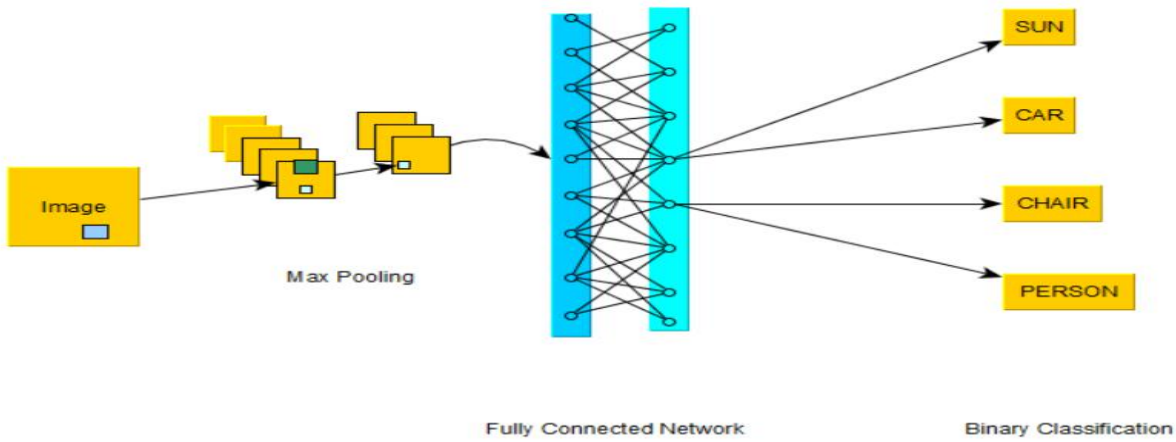 SUN
CAR
Image
CHAIR
Max Pooling
PERSON
Fully Connected Network
Binary Classification